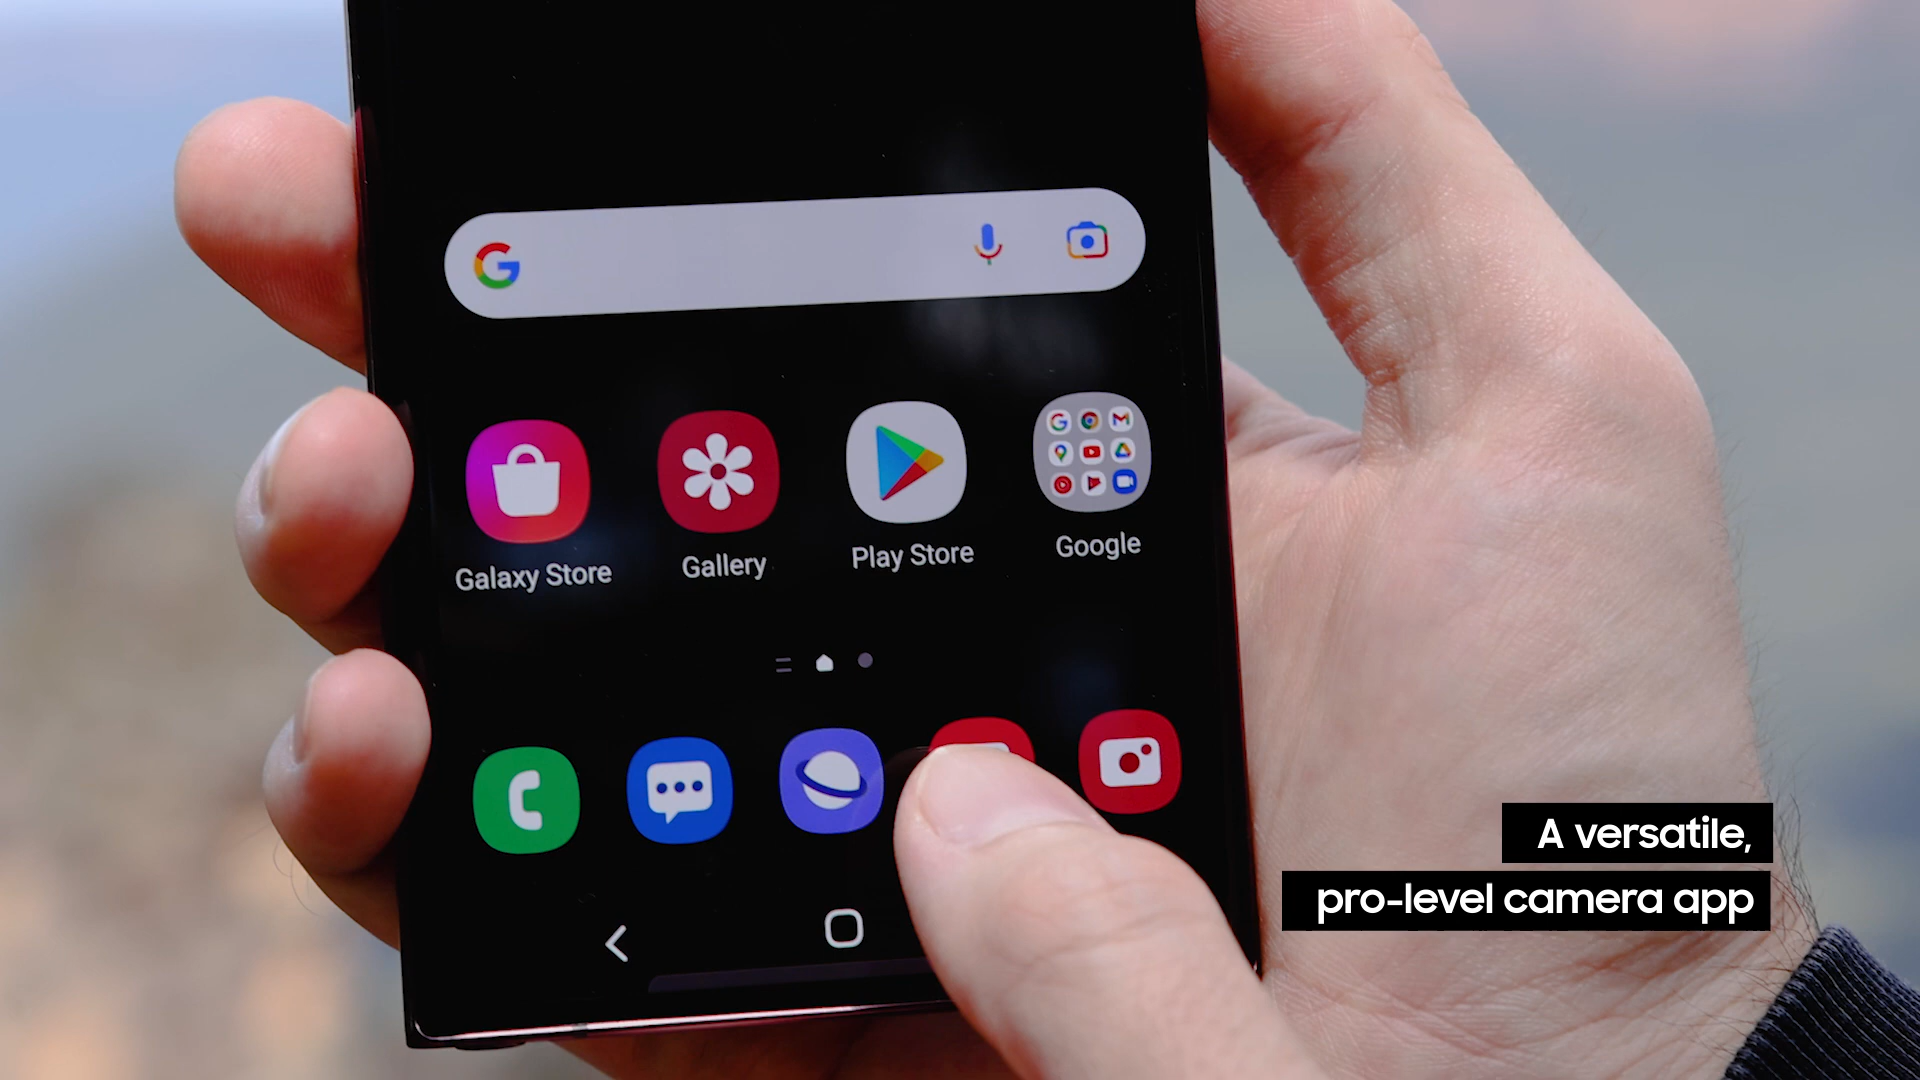 Galaxy Store
Gallery
Play Store
Google
A versatile,
pro-level camera app